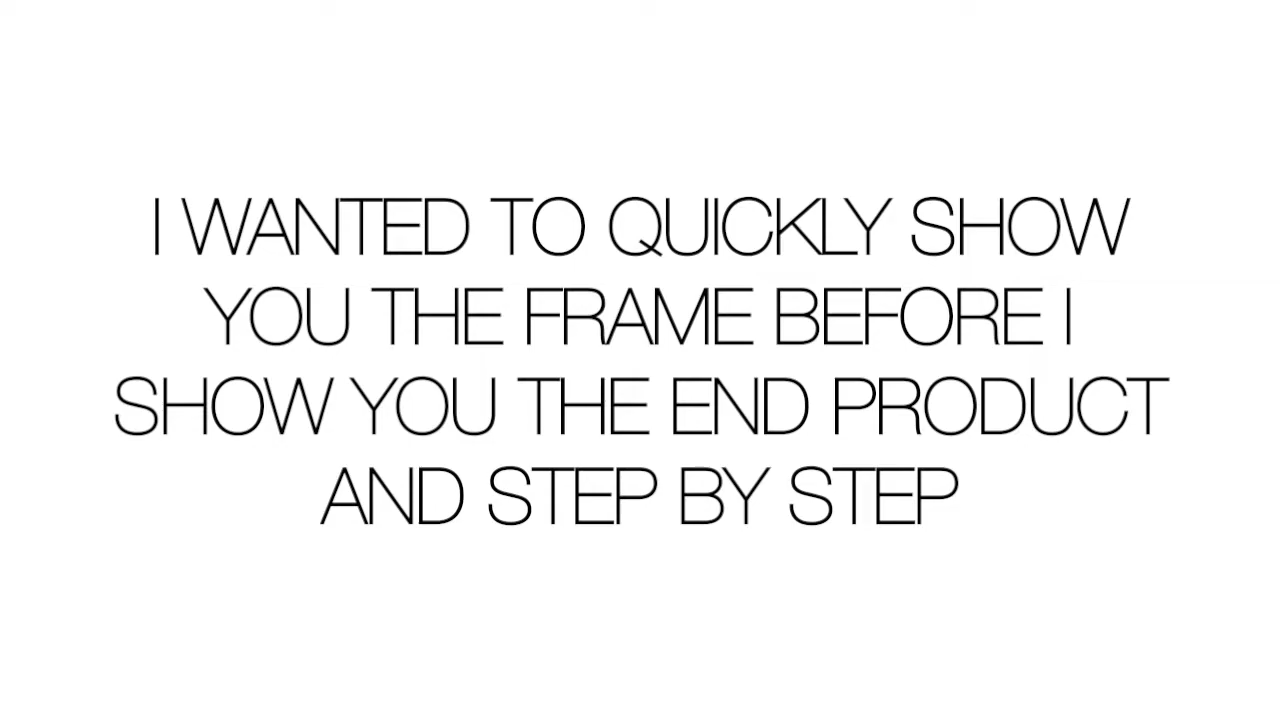 I WANTED TO QUICKLY SHOW
YOU THE FRAME BEFORE I
SHOW YOU THE END PRODUCT
AND STEP BY STEP